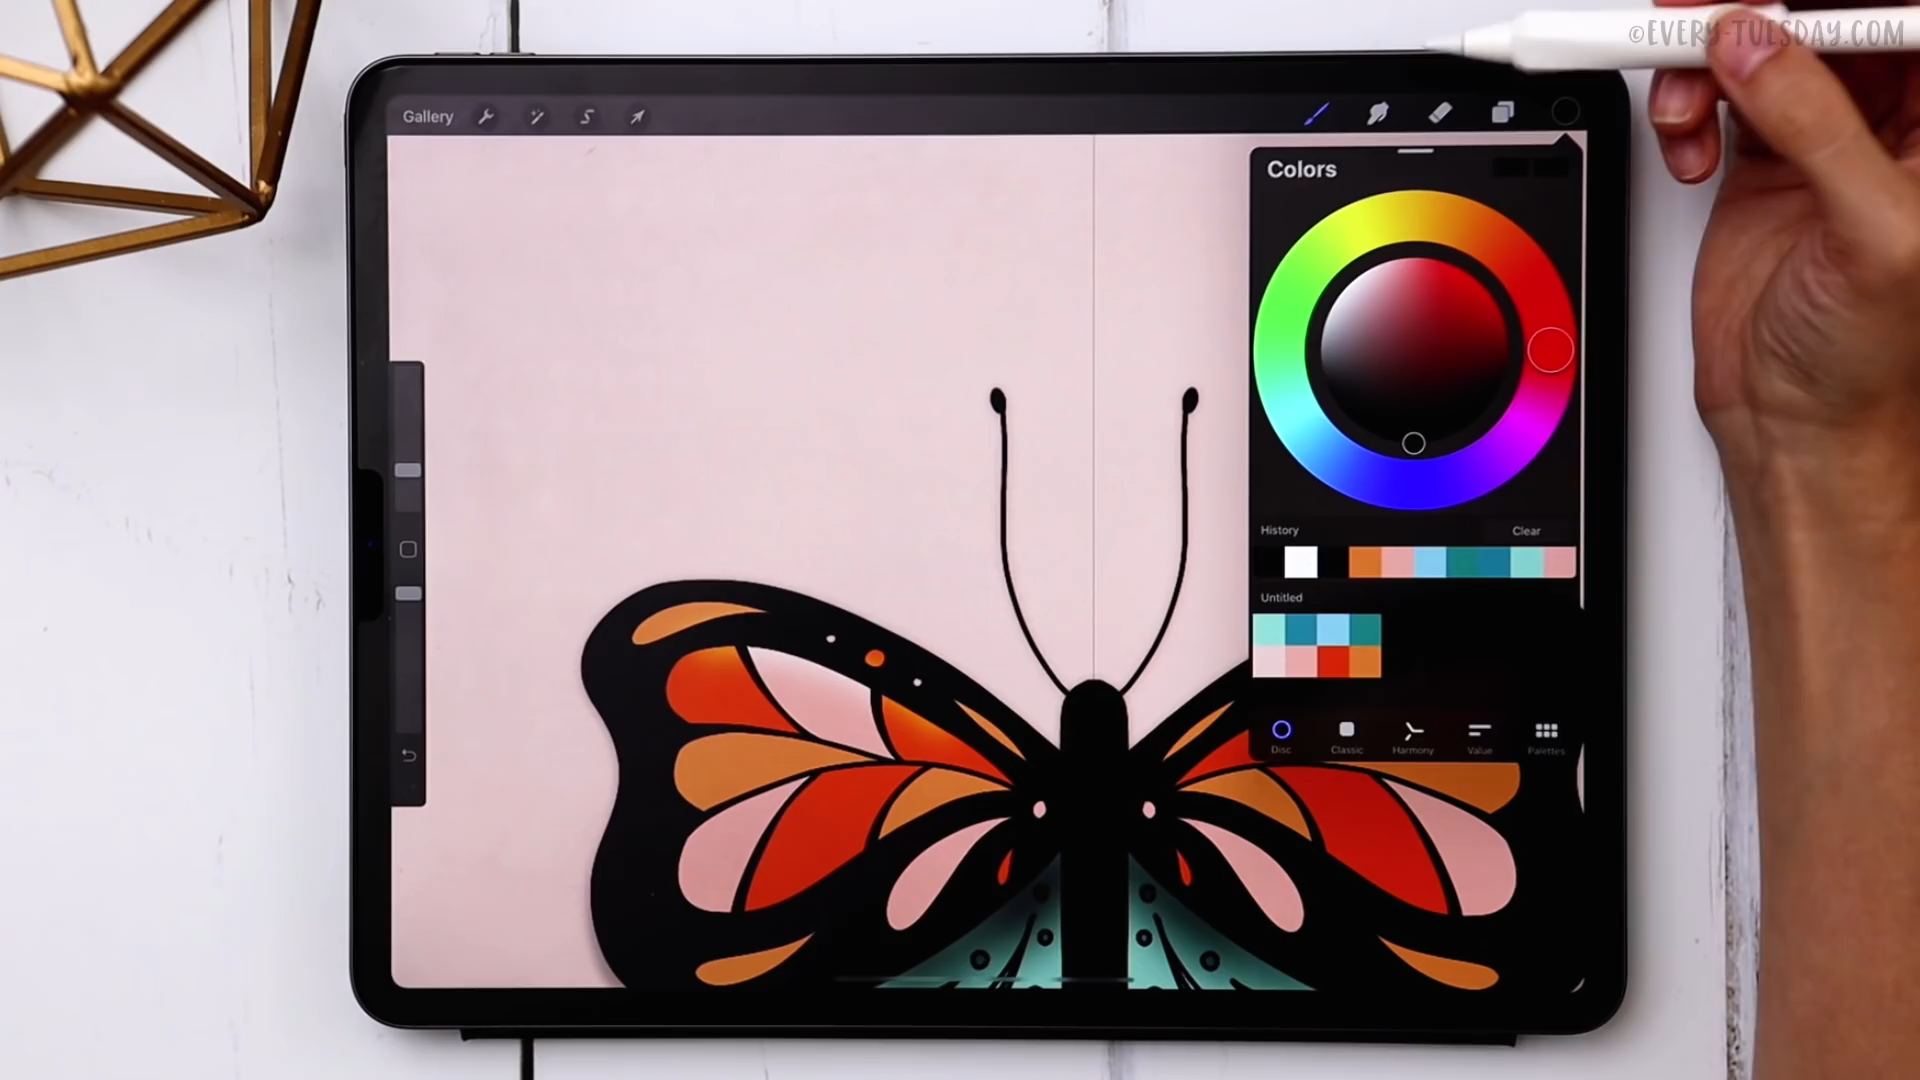 ©EVERY-TUESDAY.COM
Gallery
Colors
History
Clear
Untitled
Disc
Classic
Harmony
Value
Palettes